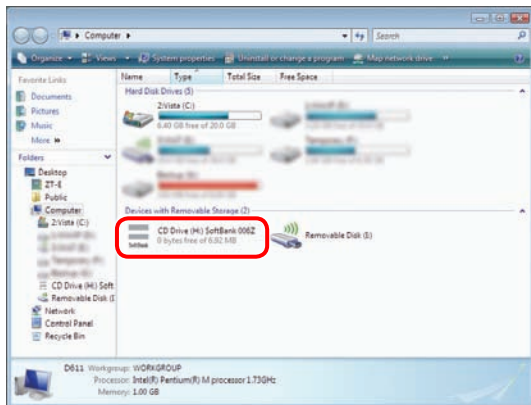 Computer
Search
Organize
Views
System properties
Uninstall or change a program
Map network drive
Favorite Links
Name
Type
Total Size
Free Space
Documents
Pictures
Music
More
Hard Disk Drives (5)
2:Vista (C:)
6.40 GB free of 20.0 GB
Folders
Desktop
ZT-E
Public
Computer
2:Vista (C:)
CD Drive (H:) Soft
Removable Disk (I
Network
Control Panel
Recycle Bin
Devices with Removable Storage (2)
CD Drive (H:) SoftBank 006Z
0 bytes free of 6.92 MB
SoftBank
Removable Disk (I:)
D611 Workgroup: WORKGROUP
Processor: Intel(R) Pentium(R) M processor 1.73GHz
Memory: 1.00 GB